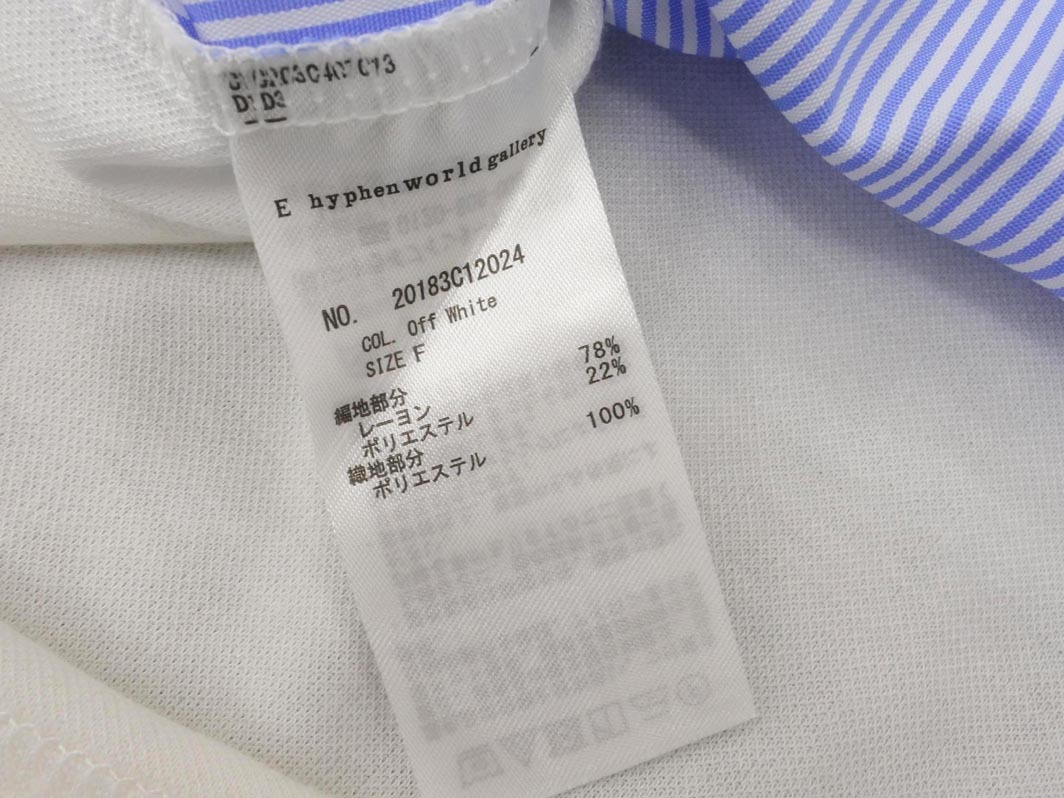 D1D3
E hyphen world gallery
NO. 20183C12024
COL. Off White
SIZE F
編地部分
レーヨン 78%
ポリエステル 22%
織地部分
ポリエステル 100%